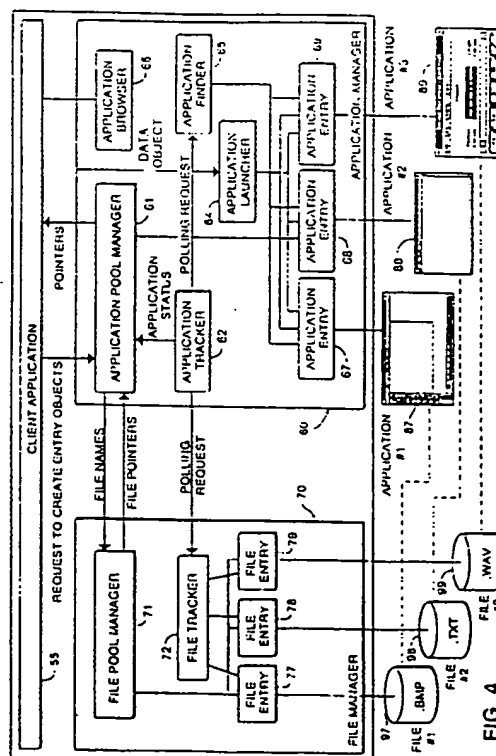 CLIENT APPLICATION
55
REQUEST TO CREATE ENTRY OBJECTS
POINTERS
FILE NAMES
FILE POINTERS
FILE POOL MANAGER
71
APPLICATION POOL MANAGER
61
APPLICATION BROWSER
66
DATA OBJECT
APPLICATION STATUS
POLLING REQUEST
POLLING REQUEST
FILE TRACKER
72
APPLICATION TRACKER
62
APPLICATION LAUNCHER
64
APPLICATION FINDER
65
FILE ENTRY
77
FILE ENTRY
78
FILE ENTRY
79
APPLICATION ENTRY
67
APPLICATION ENTRY
68
APPLICATION ENTRY
69
FILE MANAGER
70
60
APPLICATION MANAGER
APPLICATION #1
87
APPLICATION #2
88
APPLICATION #3
89
97
.BMP
FILE #1
98
.TXT
FILE #2
99
.WAV
FILE
FIG. 4